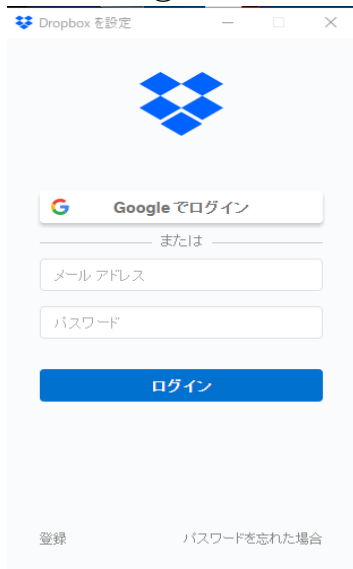 Dropbox を設定
Google でログイン
または
メール アドレス
パスワード
ログイン
登録
パスワードを忘れた場合